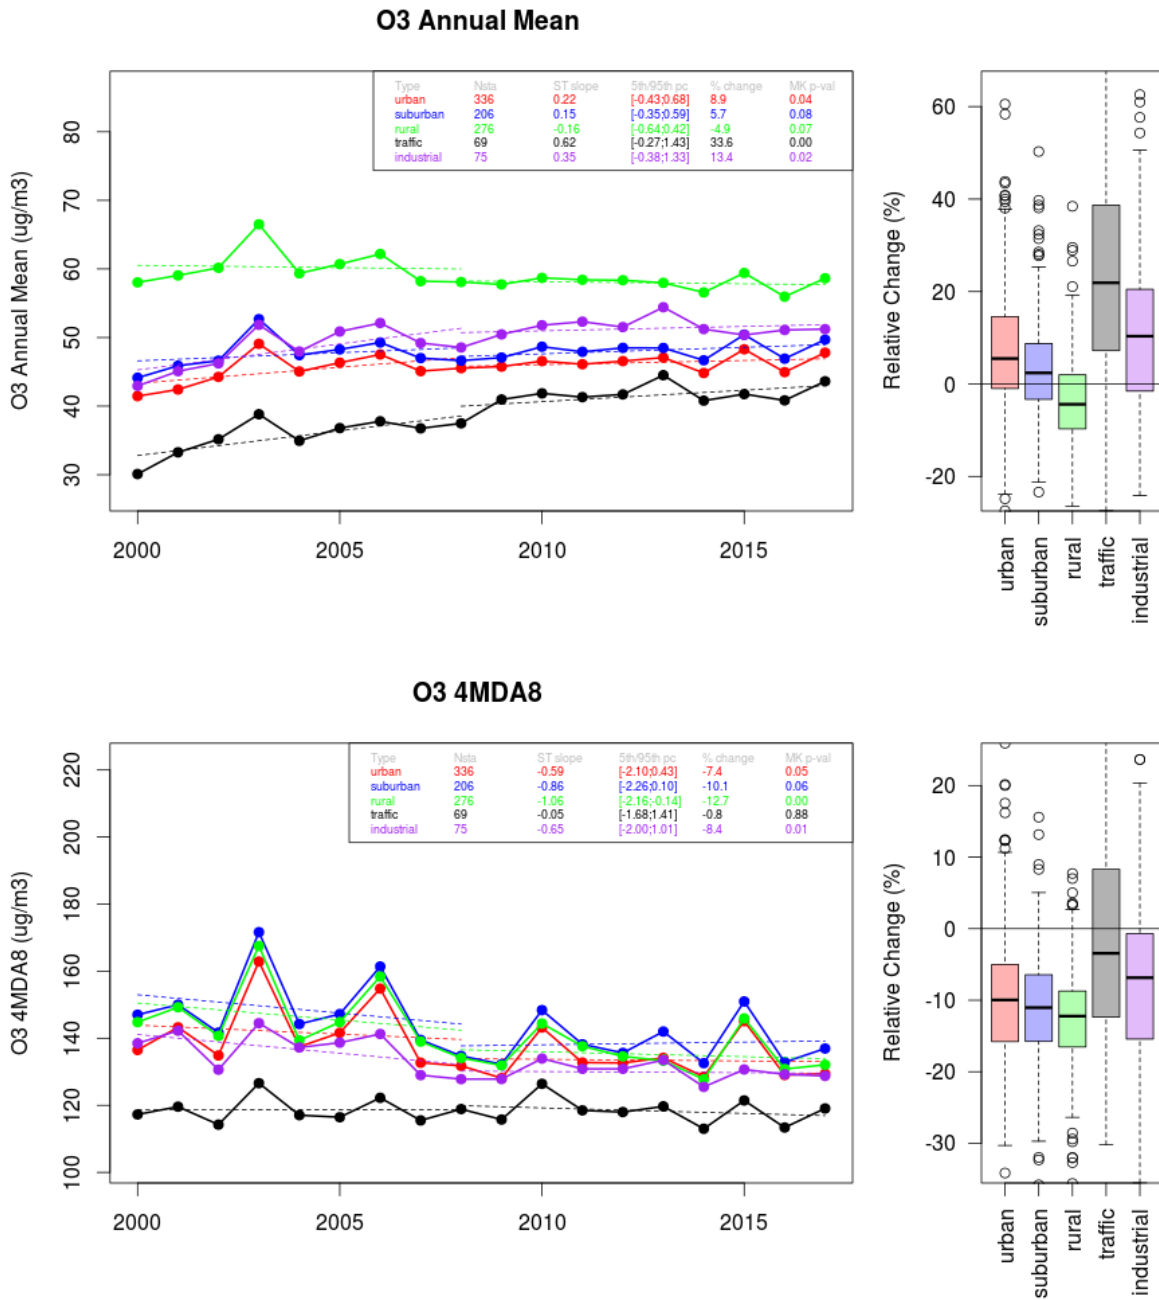 O3 Annual Mean
Type Nsta ST slope 5th/95th pc % change MK p-val
urban 336 0.22 [-0.43;0.68] 8.9 0.04
suburban 206 0.15 [-0.35;0.59] 5.7 0.08
rural 276 -0.16 [-0.64;0.42] -4.9 0.07
traffic 69 0.62 [-0.27;1.43] 33.6 0.00
industrial 75 0.35 [-0.38;1.33] 13.4 0.02
O3 Annual Mean (ug/m3)
80
70
60
50
40
30
2000 2005 2010 2015
Relative Change (%)
60
40
20
0
-20
urban
suburban
rural
traffic
industrial
O3 4MDA8
Type Nsta ST slope 5th/95th pc % change MK p-val
urban 336 -0.59 [-2.10;0.43] -7.4 0.05
suburban 206 -0.86 [-2.26;0.10] -10.1 0.06
rural 276 -1.06 [-2.16;-0.14] -12.7 0.00
traffic 69 -0.05 [-1.68;1.41] -0.8 0.88
industrial 75 -0.65 [-2.00;1.01] -8.4 0.01
O3 4MDA8 (ug/m3)
220
200
180
160
140
120
100
2000 2005 2010 2015
Relative Change (%)
20
10
0
-10
-20
-30
urban
suburban
rural
traffic
industrial